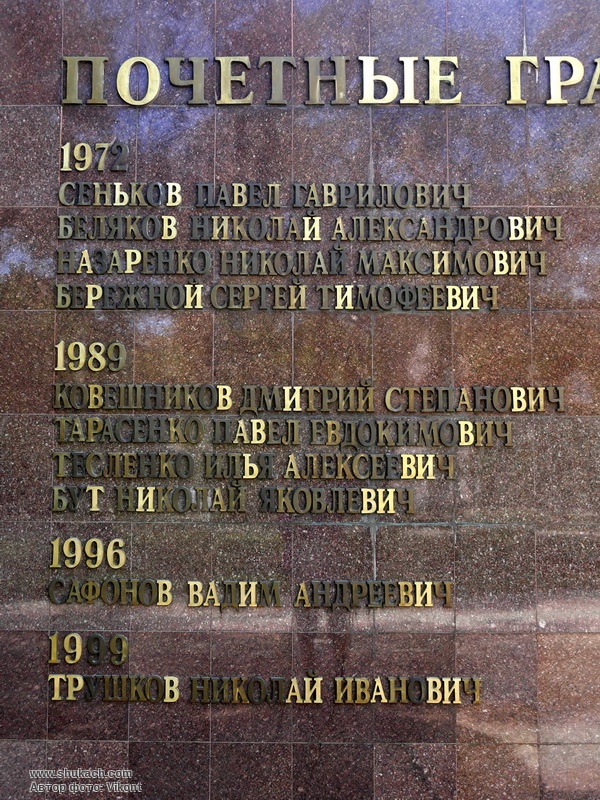 ПОЧЕТНЫЕ ГРА
1972
СЕНЬКОВ ПАВЕЛ ГАВРИЛОВИЧ
БЕЛЯКОВ НИКОЛАЙ АЛЕКСАНДРОВИЧ
НАЗАРЕНКО НИКОЛАЙ МАКСИМОВИЧ
БЕРЕЖНОЙ СЕРГЕЙ ТИМОФЕЕВИЧ
1989
КОВЕШНИКОВ ДМИТРИЙ СТЕПАНОВИЧ
ТАРАСЕНКО ПАВЕЛ ЕВДОКИМОВИЧ
ТЕСЛЕНКО ИЛЬЯ АЛЕКСЕЕВИЧ
БУТ НИКОЛАЙ ЯКОВЛЕВИЧ
1996
САФОНОВ ВАДИМ АНДРЕЕВИЧ
1999
ТРУШКОВ НИКОЛАЙ ИВАНОВИЧ
www.shukach.com
Автор фото: Vikont